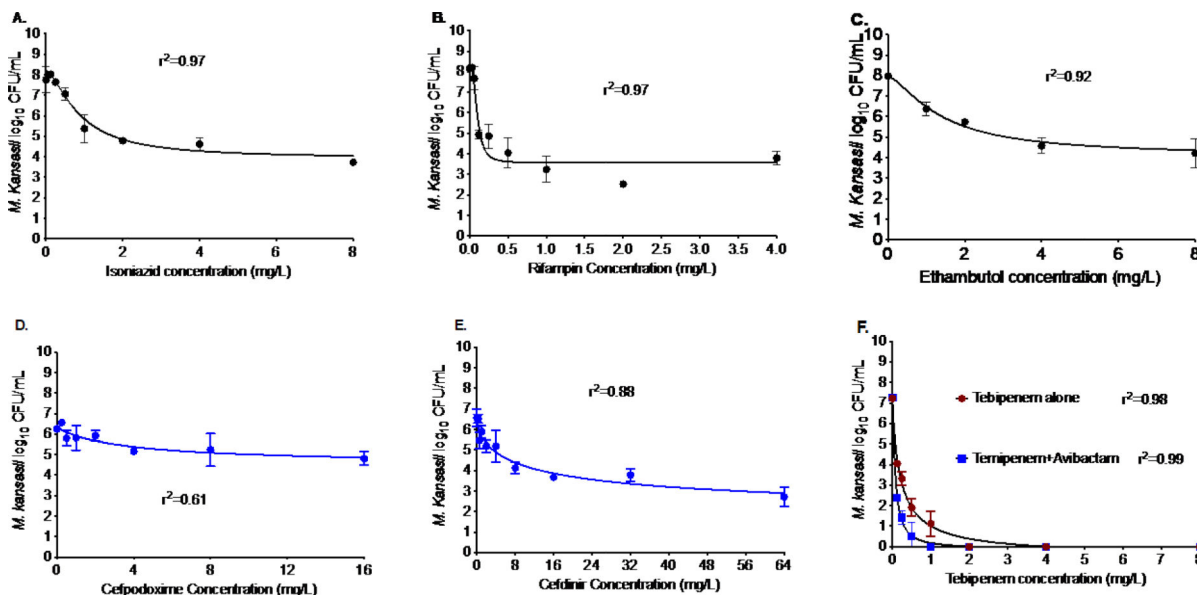 A.
M. Kansasii log10 CFU/mL
10
9
8
7
6
5
4
3
2
1
0
r²=0.97
0 2 4 6 8
Isoniazid concentration (mg/L)
B.
M. Kansasii log10 CFU/mL
10
9
8
7
6
5
4
3
2
1
0
r²=0.97
0.0 0.5 1.0 1.5 2.0 2.5 3.0 3.5 4.0
Rifampin Concentration (mg/L)
C.
M. Kansasii log10 CFU/mL
10
9
8
7
6
5
4
3
2
1
0
r²=0.92
0 2 4 6 8
Ethambutol concentration (mg/L)
D.
M. kansasii log10 CFU/mL
10
9
8
7
6
5
4
3
2
1
0
r²=0.61
0 4 8 12 16
Cefpodoxime Concentration (mg/L)
E.
M. kansasii log10 CFU/mL
10
9
8
7
6
5
4
3
2
1
0
r²=0.88
0 8 16 24 32 40 48 56 64
Cefdinir Concentration (mg/L)
F.
M. kansasii log10 CFU/mL
10
9
8
7
6
5
4
3
2
1
0
Tebipenem alone r²=0.98
Temipenem+Avibactam r²=0.99
0 1 2 3 4 5 6 7 8
Tebipenem concentration (mg/L)